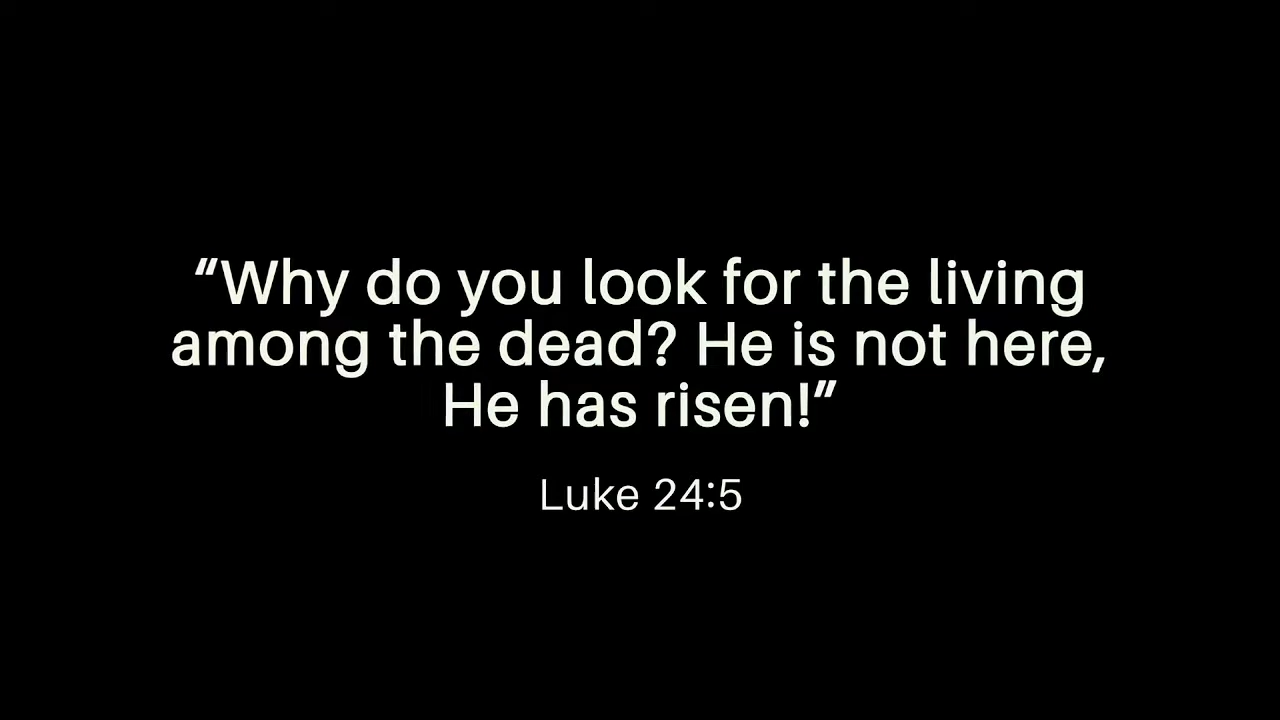 “Why do you look for the living
among the dead? He is not here,
He has risen!”
Luke 24:5